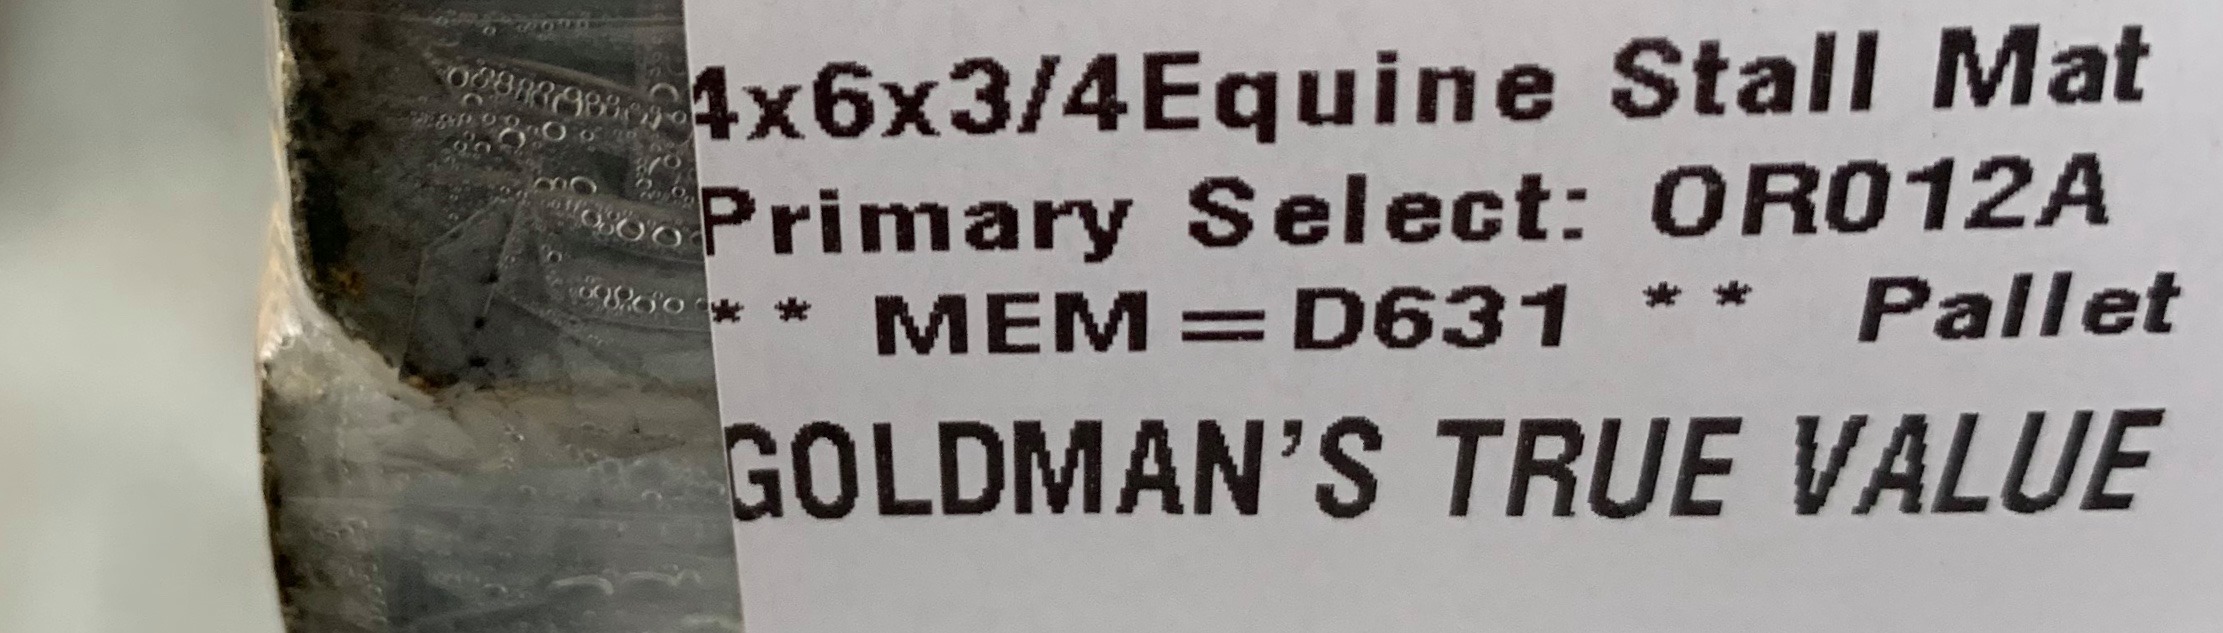 4x6x3/4Equine Stall Mat
Primary Select: OR012A
** MEM=D631 ** Pallet
GOLDMAN'S TRUE VALUE